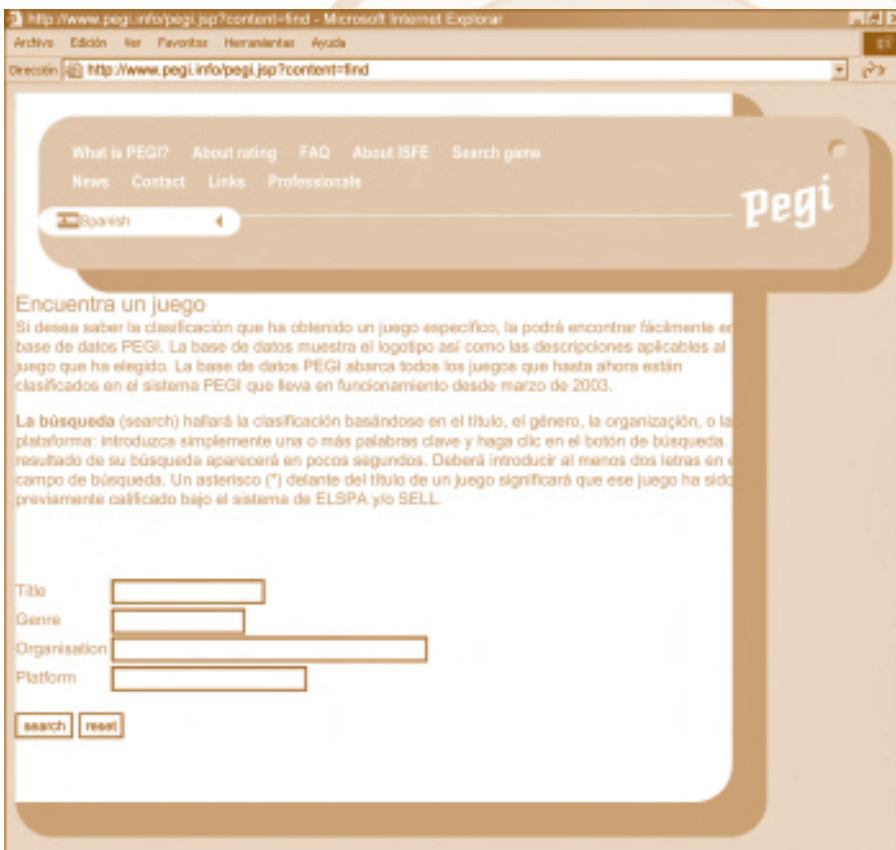 http://www.pegi.info/pegi.jsp?content=find - Microsoft Internet Explorar
Archivo Edición Ver Favoritos Herramientas Ayuda
Dirección http://www.pegi.info/pegi.jsp?content=find
What is PEGI? About rating FAQ About ISFE Search game
News Contact Links Professionals
Spanish
Pegi
Encuentra un juego
Si desea saber la clasificación que ha obtenido un juego específico, la podrá encontrar fácilmente en
base de datos PEGI. La base de datos muestra el logotipo así como las descripciones aplicables al
juego que ha elegido. La base de datos PEGI abarca todos los juegos que hasta ahora están
clasificados en el sistema PEGI que lleva en funcionamiento desde marzo de 2003.
La búsqueda (search) hallará la clasificación basándose en el título, el género, la organización, o la
plataforma: introduzca simplemente una o más palabras clave y haga clic en el botón de búsqueda.
resultado de su búsqueda aparecerá en pocos segundos. Deberá introducir al menos dos letras en
campo de búsqueda. Un asterisco (*) delante del título de un juego significará que ese juego ha sido
previamente calificado bajo el sistema de ELSPA y/o SELL.
Title
Genre
Organisation
Platform
search reset